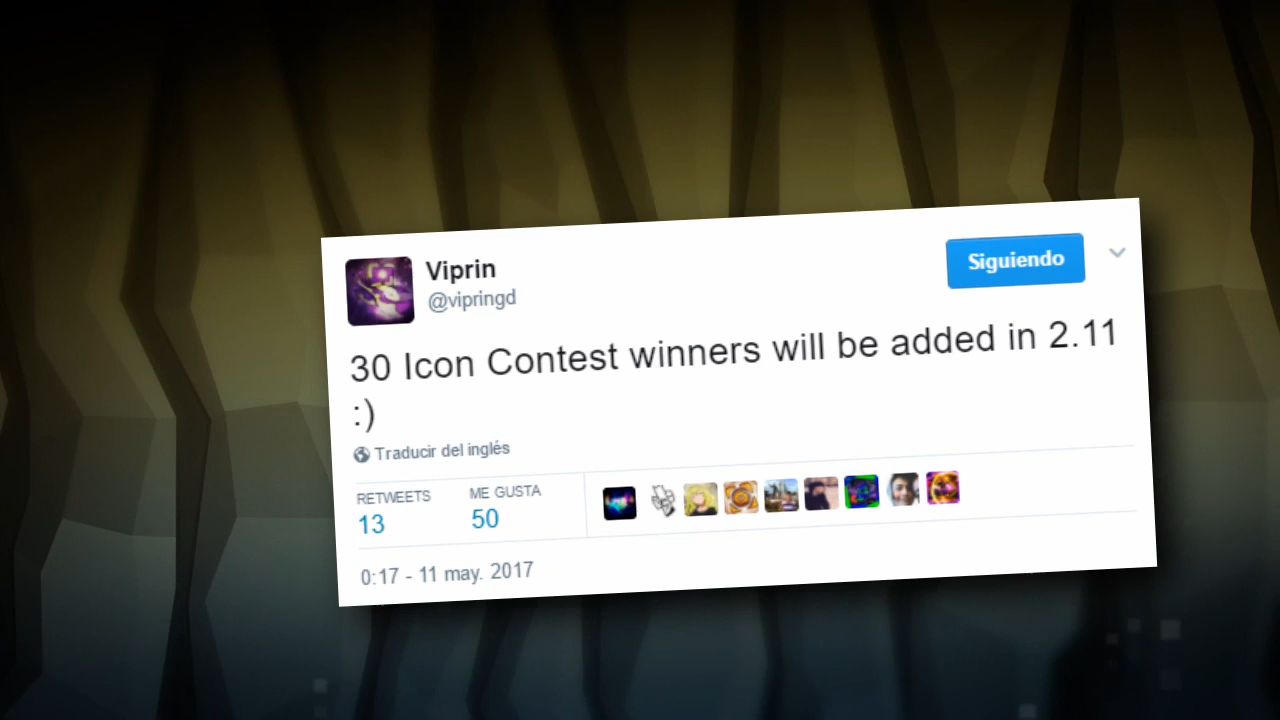 Viprin
@vipringd
Siguiendo
30 Icon Contest winners will be added in 2.11
:)
Traducir del inglés
RETWEETS ME GUSTA
13 50
0:17 - 11 may. 2017